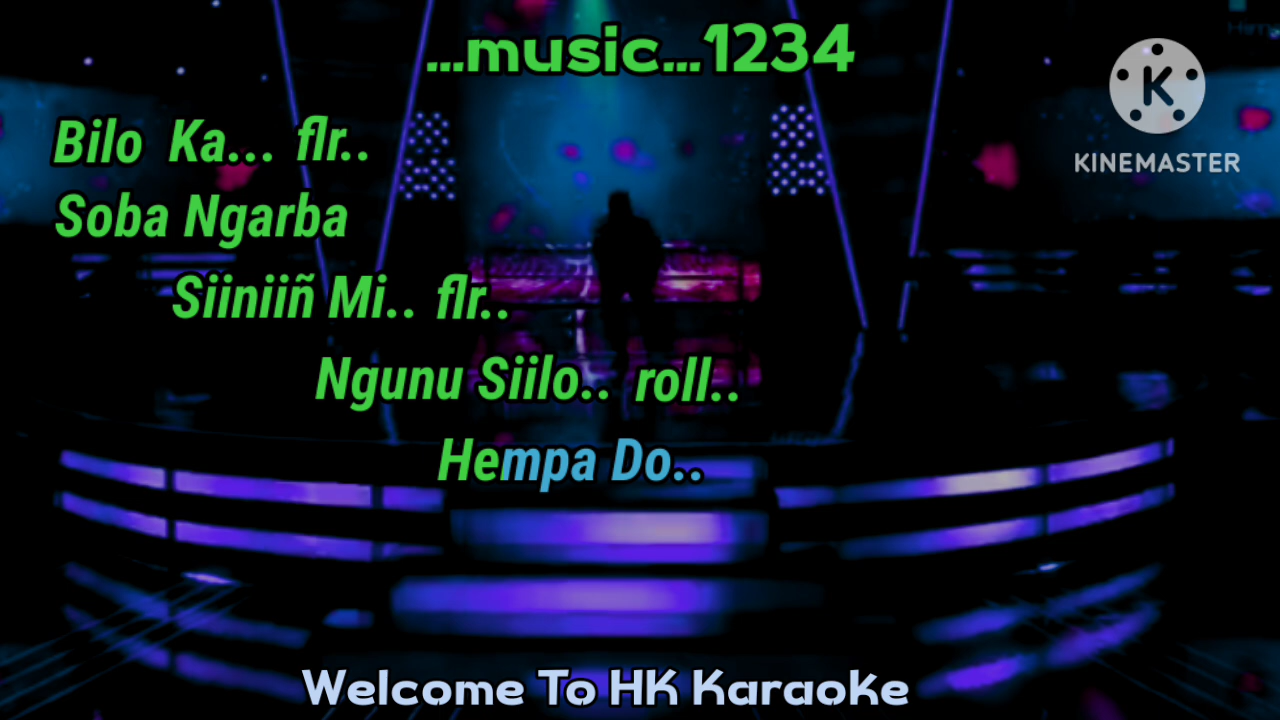 ...music...1234
Bilo Ka... flr..
Soba Ngarba
Siiniiñ Mi.. flr..
Ngunu Siilo.. roll..
Hempa Do..
K
KINEMASTER
Welcome To HK Karaoke